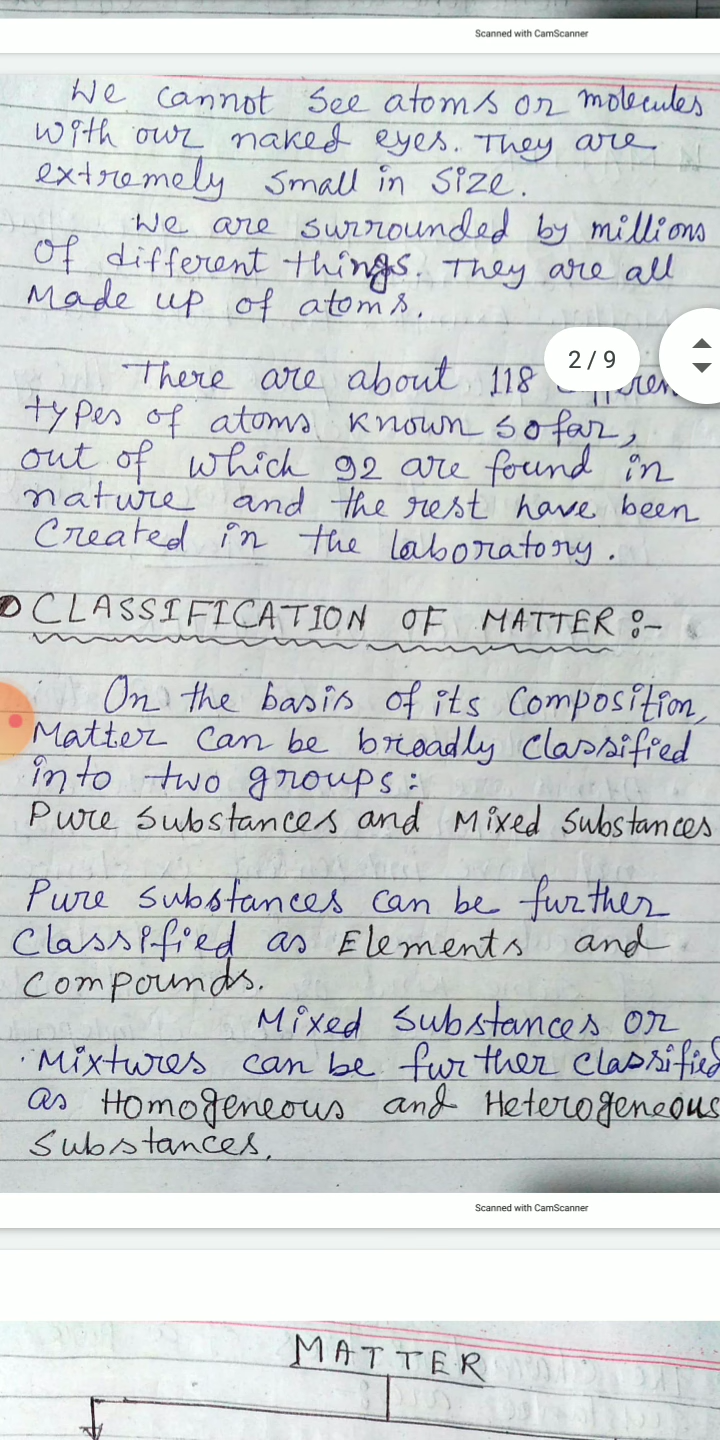 Scanned with CamScanner
We cannot see atoms or molecules
with our naked eyes. They are
extremely small in size.
We are surrounded by millions
of different things. They are all
Made up of atoms.
2 / 9
There are about 118
types of atoms known so far,
out of which 92 are found in
nature and the rest have been
Created in the laboratory.
CLASSIFICATION OF MATTER :-
On the basis of its Composition,
Matter can be broadly classified
into two groups:
Pure Substances and Mixed Substances
Pure substances can be further
Classified as Elements and
Compounds.
Mixed Substances or
Mixtures can be further classified
as Homogeneous and Heterogeneous
Substances.
Scanned with CamScanner
MATTER